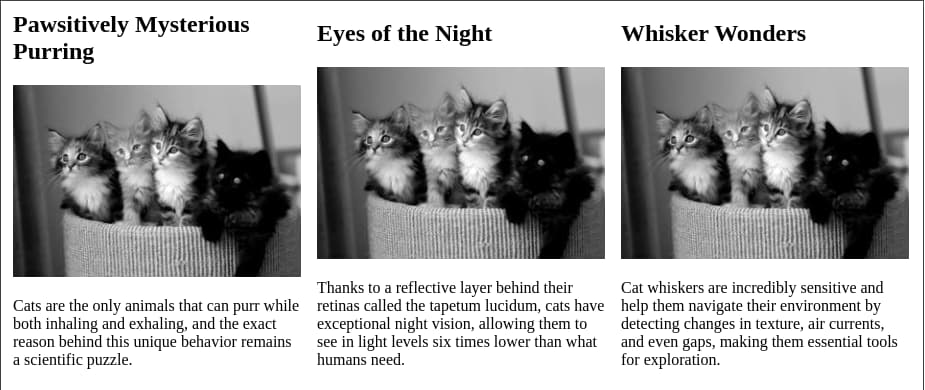 Pawsitively Mysterious
Purring
Cats are the only animals that can purr while
both inhaling and exhaling, and the exact
reason behind this unique behavior remains
a scientific puzzle.
Eyes of the Night
Thanks to a reflective layer behind their
retinas called the tapetum lucidum, cats have
exceptional night vision, allowing them to
see in light levels six times lower than what
humans need.
Whisker Wonders
Cat whiskers are incredibly sensitive and
help them navigate their environment by
detecting changes in texture, air currents,
and even gaps, making them essential tools
for exploration.